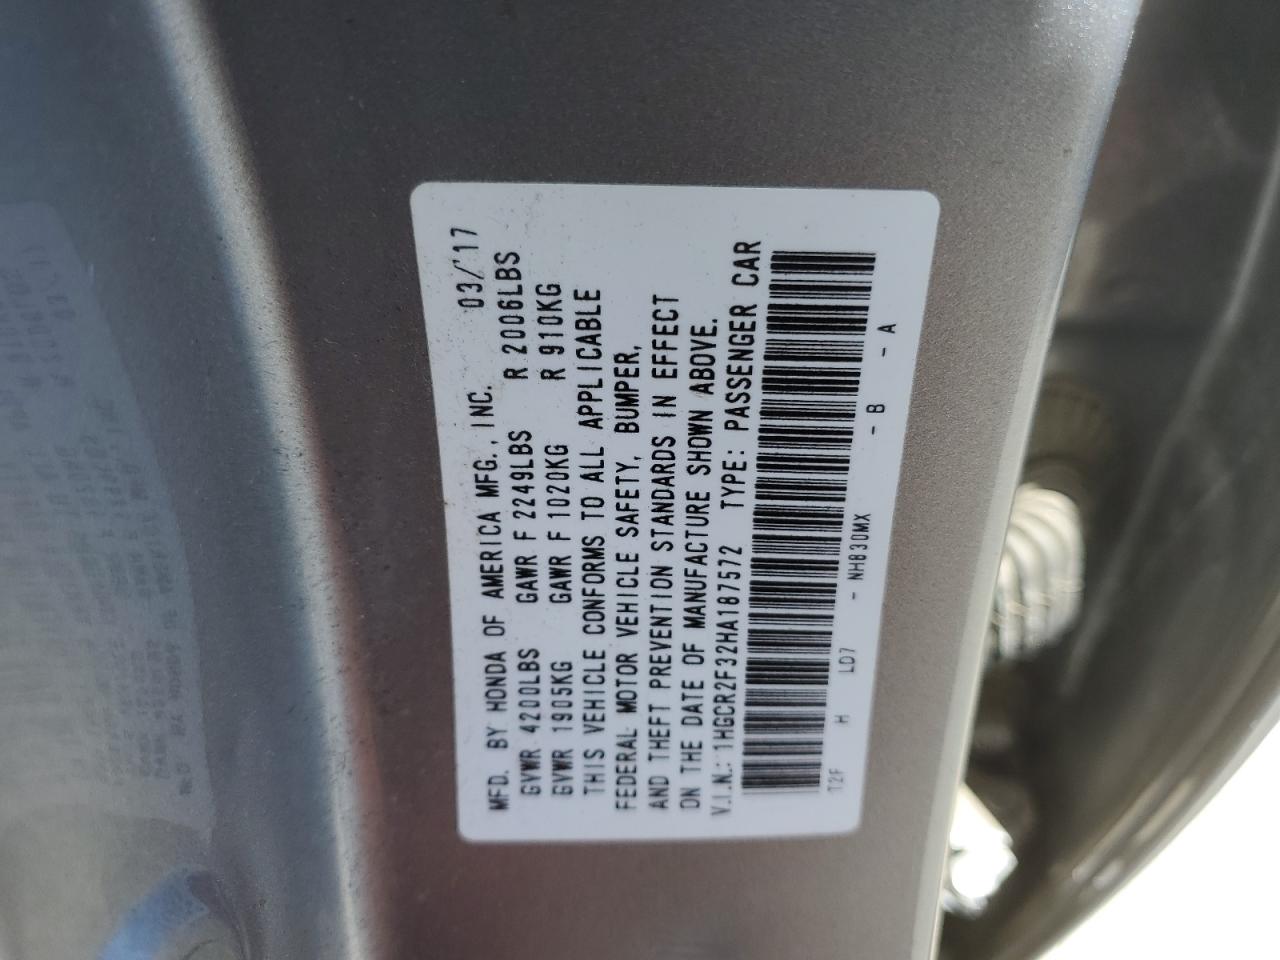 MFD. BY HONDA OF AMERICA MFG., INC. 03/'17
GVWR 4200LBS GAWR F 2249LBS R 2006LBS
GVWR 1905KG GAWR F 1020KG R 910KG
THIS VEHICLE CONFORMS TO ALL APPLICABLE
FEDERAL MOTOR VEHICLE SAFETY, BUMPER,
AND THEFT PREVENTION STANDARDS IN EFFECT
ON THE DATE OF MANUFACTURE SHOWN ABOVE.
V.I.N.: 1HGCR2F32HA187572 TYPE: PASSENGER CAR
T2F H LD7 - NH830MX - B - A